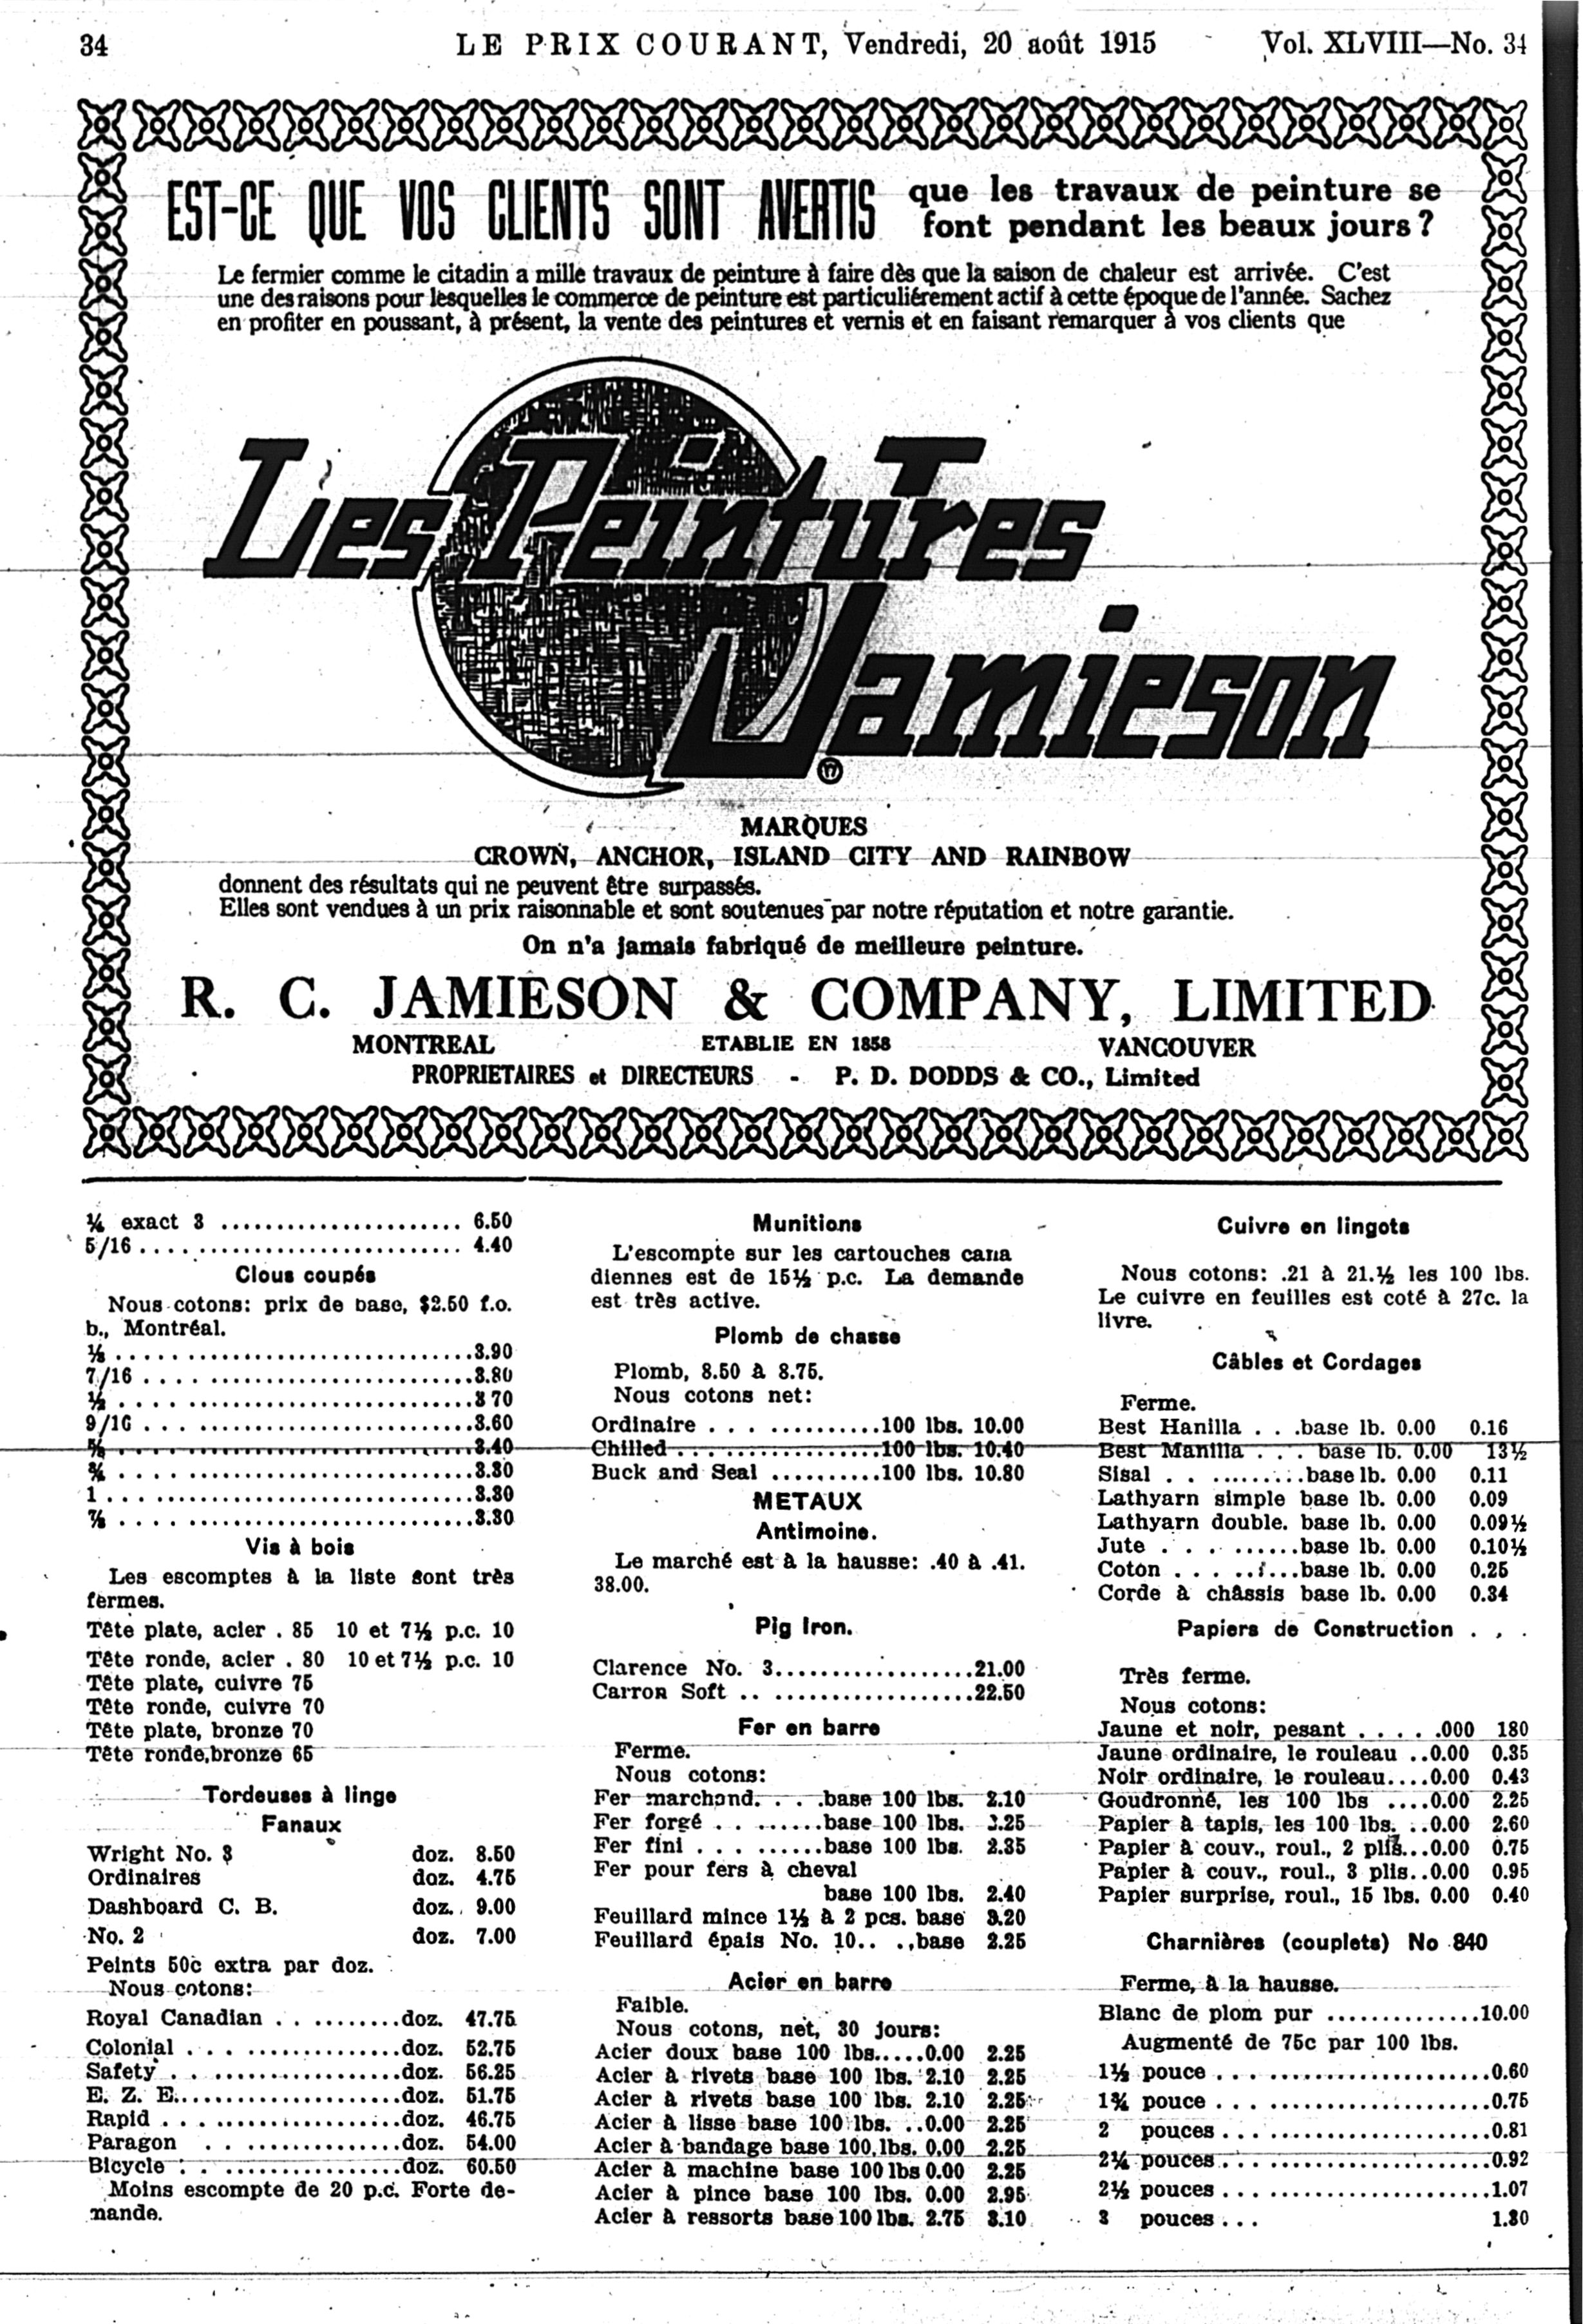 34
LE PRIX COURANT, Vendredi, 20 août 1915
Vol. XLVIII—No. 34
EST-CE QUE VOS CLIENTS SONT AVERTIS que les travaux de peinture se
font pendant les beaux jours?
Le fermier comme le citadin a mille travaux de peinture à faire dès que la saison de chaleur est arrivée. C'est
une des raisons pour lesquelles le commerce de peinture est particulièrement actif à cette époque de l'année. Sachez
en profiter en poussant, à présent, la vente des peintures et vernis et en faisant remarquer à vos clients que
Les Peintures
Jamieson
MARQUES
CROWN, ANCHOR, ISLAND CITY AND RAINBOW
donnent des résultats qui ne peuvent être surpassés.
Elles sont vendues à un prix raisonnable et sont soutenues par notre réputation et notre garantie.
On n'a jamais fabriqué de meilleure peinture.
R. C. JAMIESON & COMPANY, LIMITED
MONTREAL ETABLIE EN 1858 VANCOUVER
PROPRIETAIRES et DIRECTEURS - P. D. DODDS & CO., Limited
¼ exact 3 ...................... 6.50
5/16 ............................. 4.40
Clous coupés
Nous cotons: prix de base, $2.50 f.o.
b., Montréal.
................................3.90
7/16 .............................3.80
½ ................................3 70
9/16 .............................3.60
⅝ ................................3.40
¾ ................................3.30
1 ................................3.30
⅞ ................................3.30
Vis à bois
Les escomptes à la liste sont très
fermes.
Tête plate, acier . 85 10 et 7½ p.c. 10
Tête ronde, acier . 80 10 et 7½ p.c. 10
Tête plate, cuivre 75
Tête ronde, cuivre 70
Tête plate, bronze 70
Tête ronde, bronze 65
Tordeuses à linge
Fanaux
Wright No. 3 doz. 8.50
Ordinaires doz. 4.75
Dashboard C. B. doz. 9.00
No. 2 doz. 7.00
Peints 50c extra par doz.
Nous cotons:
Royal Canadian . . ........doz. 47.75
Colonial . . . ..............doz. 52.75
Safety . . ..................doz. 56.25
E. Z. E.....................doz. 51.75
Rapid . . . ................doz. 46.75
Paragon . . ..............doz. 54.00
Bicycle . . ................doz. 60.50
Moins escompte de 20 p.c. Forte de-
mande.
Munitions
L'escompte sur les cartouches cana
diennes est de 15½ p.c. La demande
est très active.
Plomb de chasse
Plomb, 8.50 à 8.75.
Nous cotons net:
Ordinaire . . . ...........100 lbs. 10.00
Chilled . . ...............100 lbs. 10.40
Buck and Seal ..........100 lbs. 10.80
METAUX
Antimoine.
Le marché est à la hausse: .40 à .41.
38.00.
Pig Iron.
Clarence No. 3..................21.00
Carron Soft .. ..................22.50
Fer en barre
Ferme.
Nous cotons:
Fer marchand. . . .base 100 lbs. 2.10
Fer forgé . . ........base 100 lbs. 2.25
Fer fini . . . ........base 100 lbs. 2.35
Fer pour fers à cheval
base 100 lbs. 2.40
Feuillard mince 1½ à 2 pcs. base 3.20
Feuillard épais No. 10.. ..base 2.25
Acier en barre
Faible.
Nous cotons, net, 30 jours:
Acier doux base 100 lbs.....0.00 2.25
Acier à rivets base 100 lbs. 2.10 2.25
Acier à rivets base 100 lbs. 2.10 2.25
Acier à lisse base 100 lbs. ..0.00 2.25
Acier à bandage base 100 lbs. 0.00 2.25
Acier à machine base 100 lbs 0.00 2.25
Acier à pince base 100 lbs. 0.00 2.95
Acier à ressorts base 100 lbs. 2.75 3.10
Cuivre en lingots
Nous cotons: .21 à 21.½ les 100 lbs.
Le cuivre en feuilles est coté à 27c. la
livre.
Câbles et Cordages
Ferme.
Best Hanilla . . .base lb. 0.00 0.16
Best Manilla . . . base lb. 0.00 13½
Sisal . . .........base lb. 0.00 0.11
Lathyarn simple base lb. 0.00 0.09
Lathyarn double. base lb. 0.00 0.09½
Jute . . . .......base lb. 0.00 0.10½
Coton . . . ......base lb. 0.00 0.25
Corde à châssis base lb. 0.00 0.34
Papiers de Construction . . .
Très ferme.
Nous cotons:
Jaune et noir, pesant . . . . .000 180
Jaune ordinaire, le rouleau ..0.00 0.35
Noir ordinaire, le rouleau....0.00 0.43
Goudronné, les 100 lbs ....0.00 2.25
Papier à tapis, les 100 lbs. ..0.00 2.60
Papier à couv., roul., 2 plis...0.00 0.75
Papier à couv., roul., 3 plis..0.00 0.95
Papier surprise, roul., 15 lbs. 0.00 0.40
Charnières (couplets) No 840
Ferme, à la hausse.
Blanc de plom pur ..............10.00
Augmenté de 75c par 100 lbs.
1½ pouce . . . ......................0.60
1¾ pouce . . . ......................0.75
2 pouces . . . ......................0.81
2¼ pouces . . . .....................0.92
2½ pouces . . . .....................1.07
3 pouces . . . 1.30